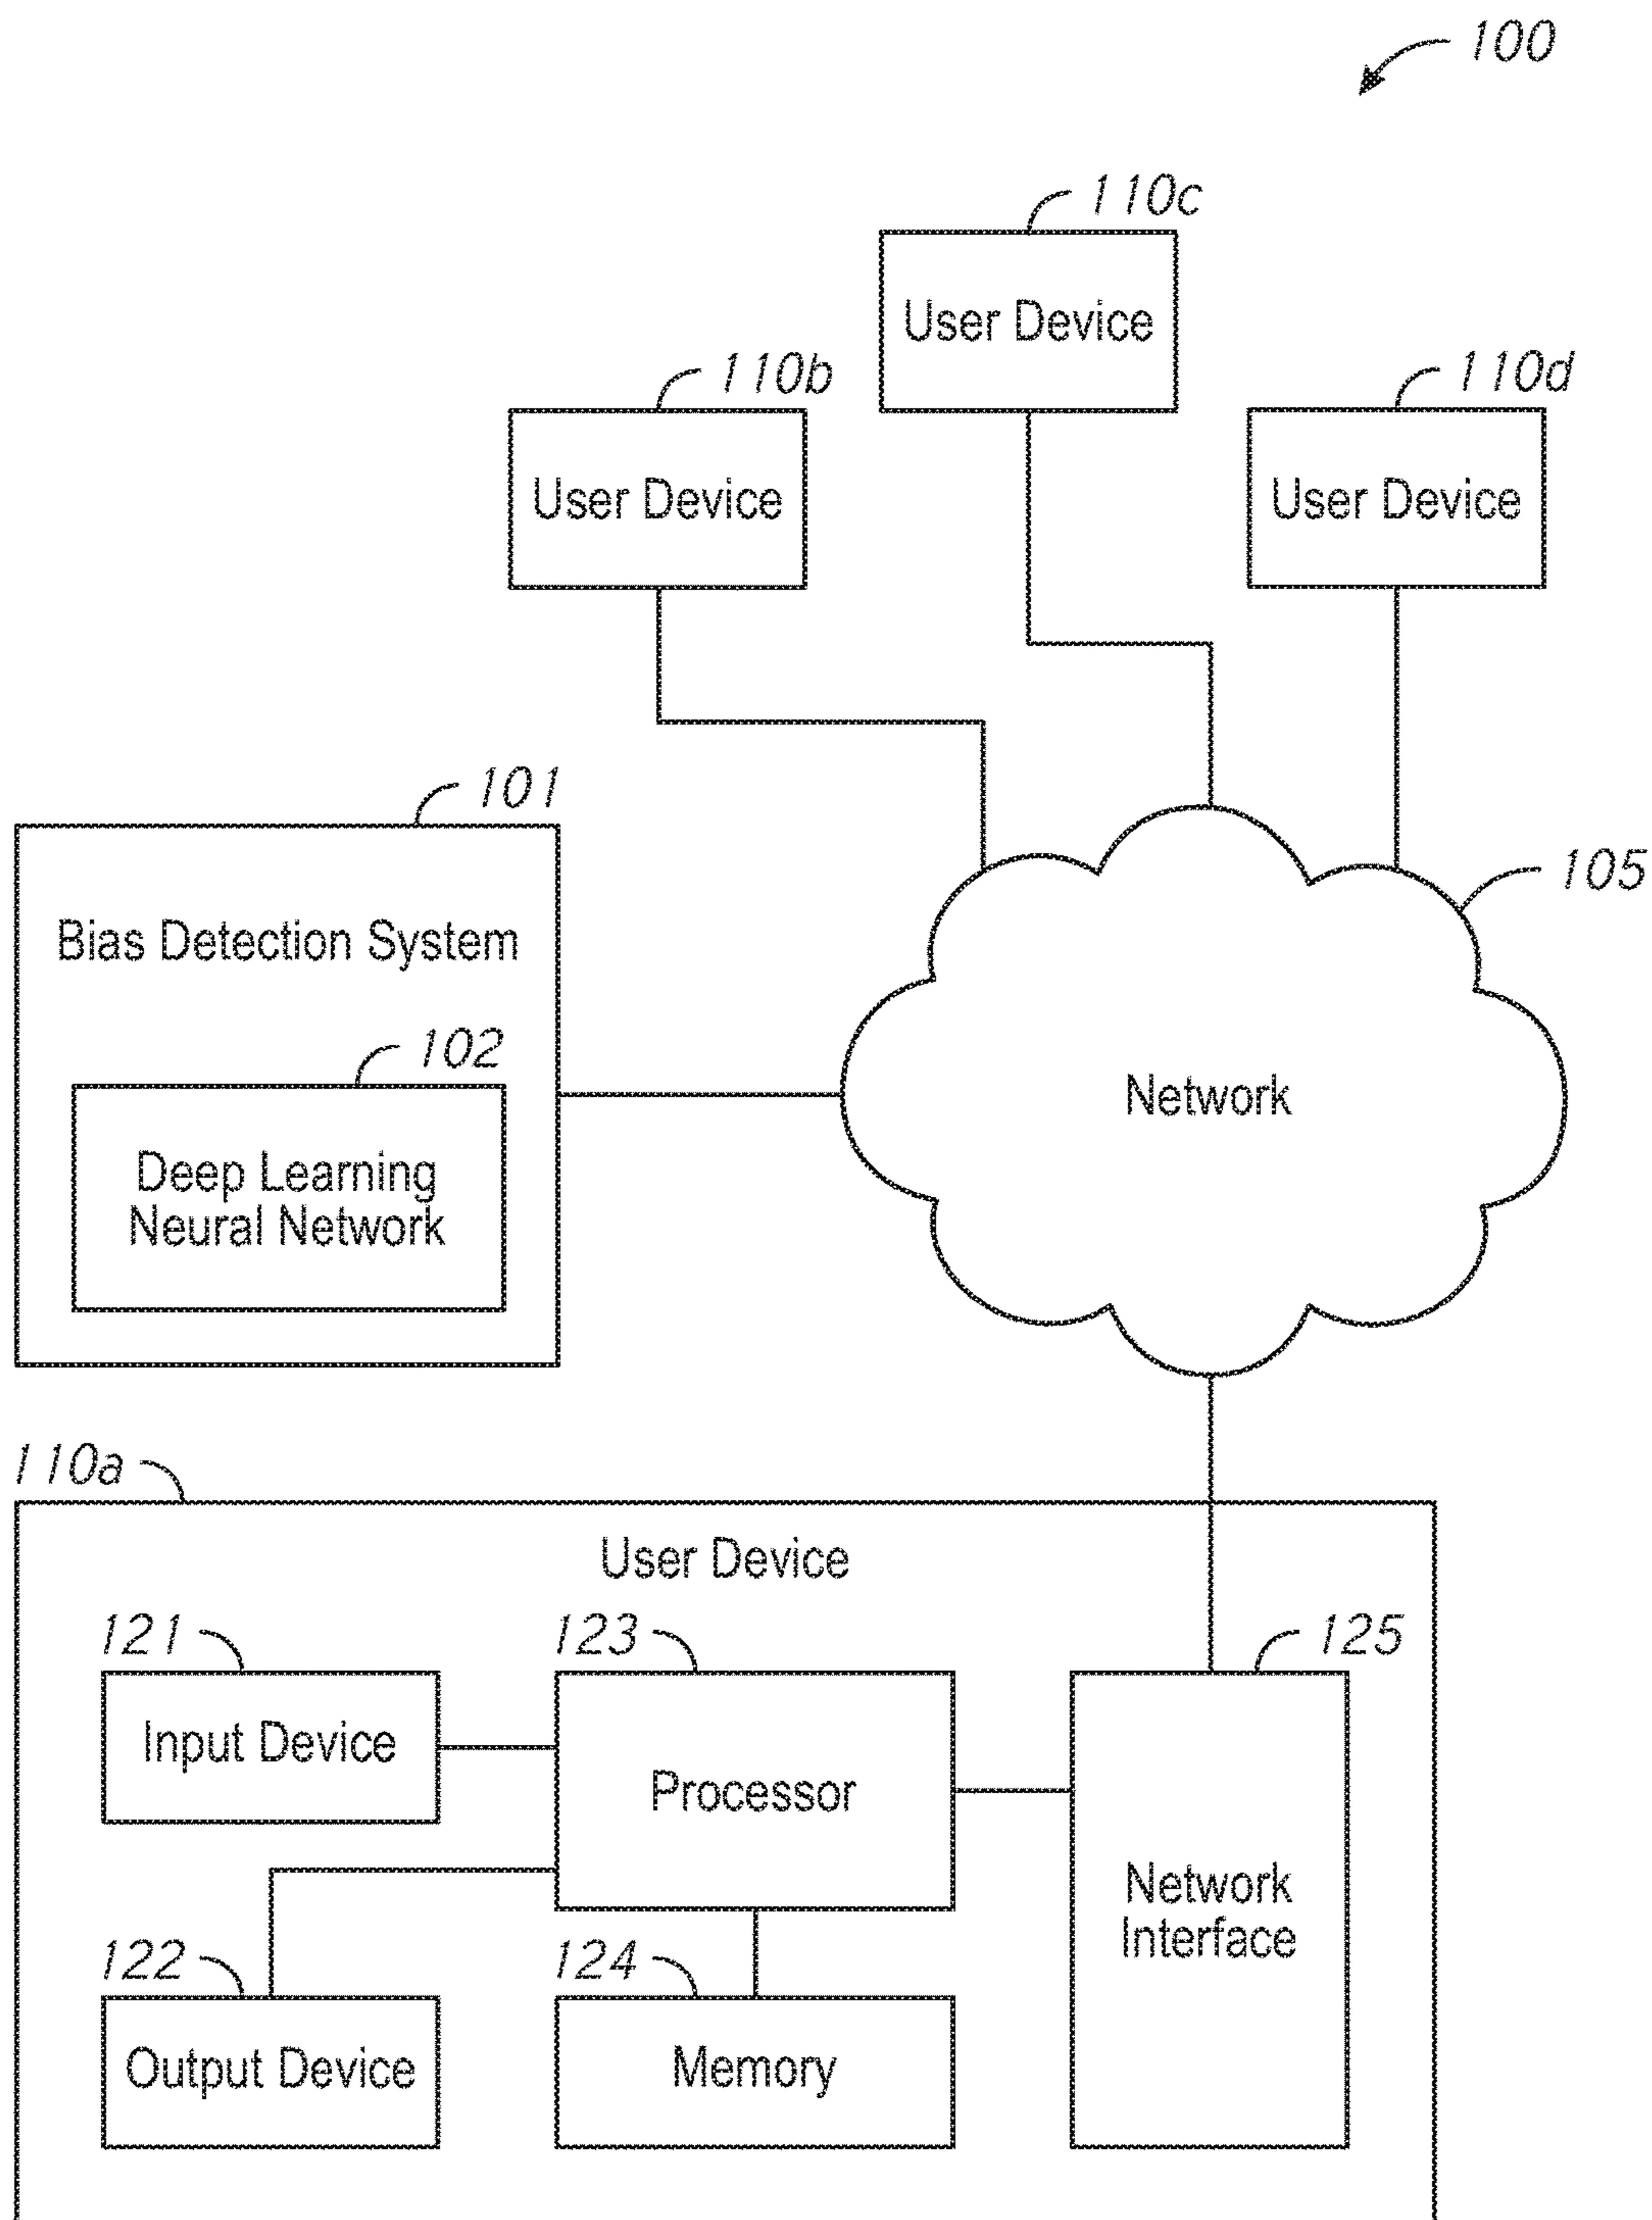 100
110c
User Device
110b
User Device
110d
User Device
101
Bias Detection System
102
Deep Learning
Neural Network
105
Network
110a
User Device
121
Input Device
123
Processor
125
Network
Interface
122
Output Device
124
Memory